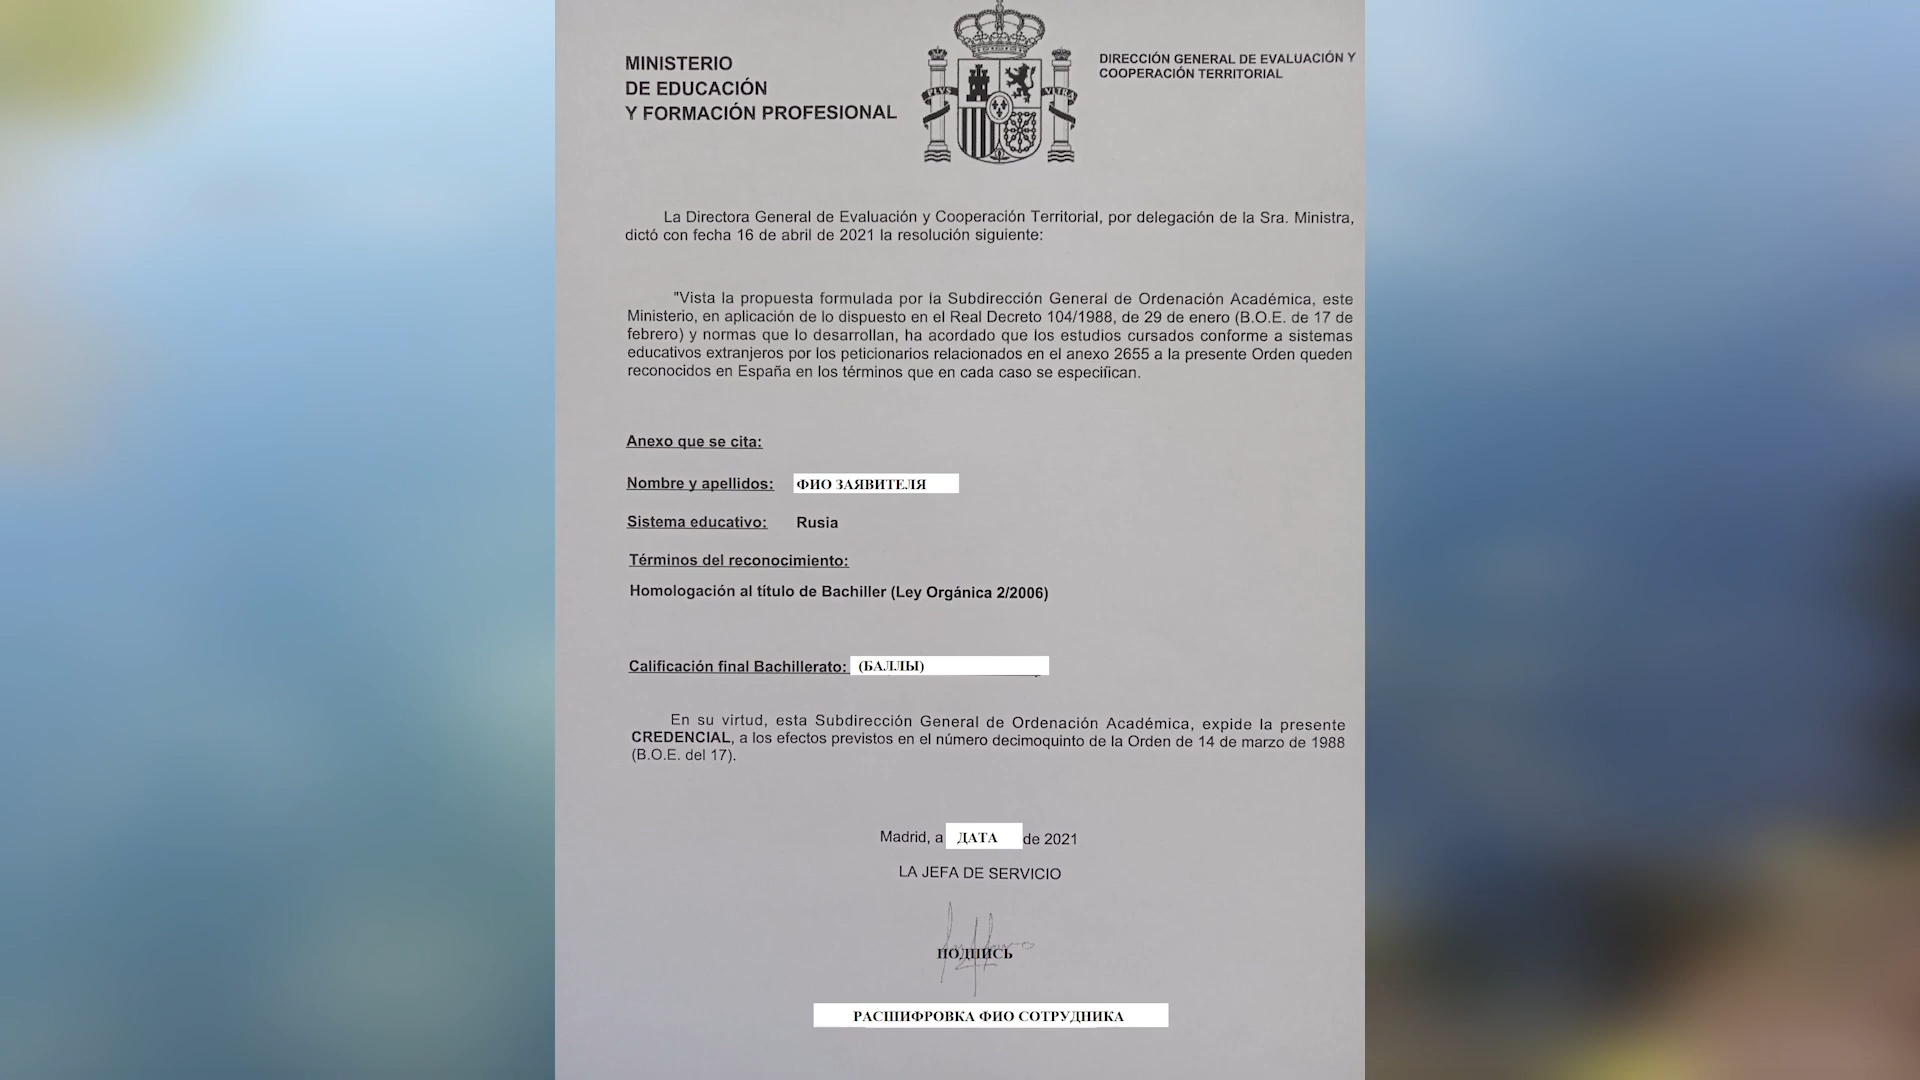 MINISTERIO
DE EDUCACIÓN
Y FORMACIÓN PROFESIONAL
PLVS VLTRA
DIRECCIÓN GENERAL DE EVALUACIÓN Y
COOPERACIÓN TERRITORIAL
La Directora General de Evaluación y Cooperación Territorial, por delegación de la Sra. Ministra,
dictó con fecha 16 de abril de 2021 la resolución siguiente:
"Vista la propuesta formulada por la Subdirección General de Ordenación Académica, este
Ministerio, en aplicación de lo dispuesto en el Real Decreto 104/1988, de 29 de enero (B.O.E. de 17 de
febrero) y normas que lo desarrollan, ha acordado que los estudios cursados conforme a sistemas
educativos extranjeros por los peticionarios relacionados en el anexo 2655 a la presente Orden queden
reconocidos en España en los términos que en cada caso se especifican.
Anexo que se cita:
Nombre y apellidos: ФИО ЗАЯВИТЕЛЯ
Sistema educativo: Rusia
Términos del reconocimiento:
Homologación al título de Bachiller (Ley Orgánica 2/2006)
Calificación final Bachillerato: (БАЛЛЫ)
En su virtud, esta Subdirección General de Ordenación Académica, expide la presente
CREDENCIAL, a los efectos previstos en el número decimoquinto de la Orden de 14 de marzo de 1988
(B.O.E. del 17).
Madrid, a ДАТА de 2021
LA JEFA DE SERVICIO
ПОДПИСЬ
РАСШИФРОВКА ФИО СОТРУДНИКА